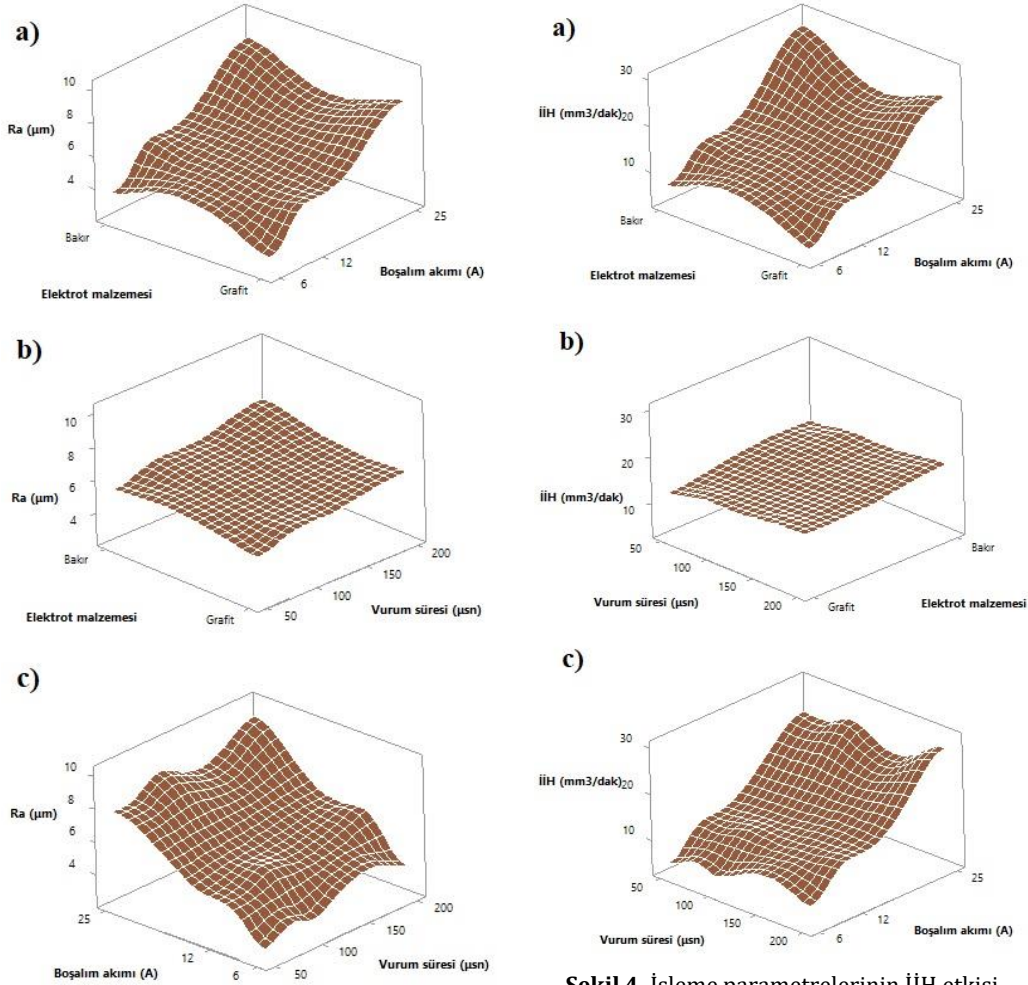 a)
10
8
Ra (µm)
6
4
Bakır
Elektrot malzemesi
Grafit
6
12
Boşalım akımı (A)
25
b)
10
8
Ra (µm)
6
4
Bakır
Elektrot malzemesi
Grafit
50
100
150
200
Vurum süresi (µsn)
c)
10
8
Ra (µm)
6
4
25
Boşalım akımı (A)
12
6
50
100
150
200
Vurum süresi (µsn)
a)
30
İİH (mm3/dak)
20
10
Bakır
Elektrot malzemesi
Grafit
6
12
Boşalım akımı (A)
25
b)
30
20
İİH (mm3/dak)
10
50
100
150
200
Vurum süresi (µsn)
Grafit
Bakır
Elektrot malzemesi
c)
30
İİH (mm3/dak)
20
10
50
100
150
200
Vurum süresi (µsn)
6
12
25
Boşalım akımı (A)
Şekil 4. İşleme parametrelerinin İİH etkisi